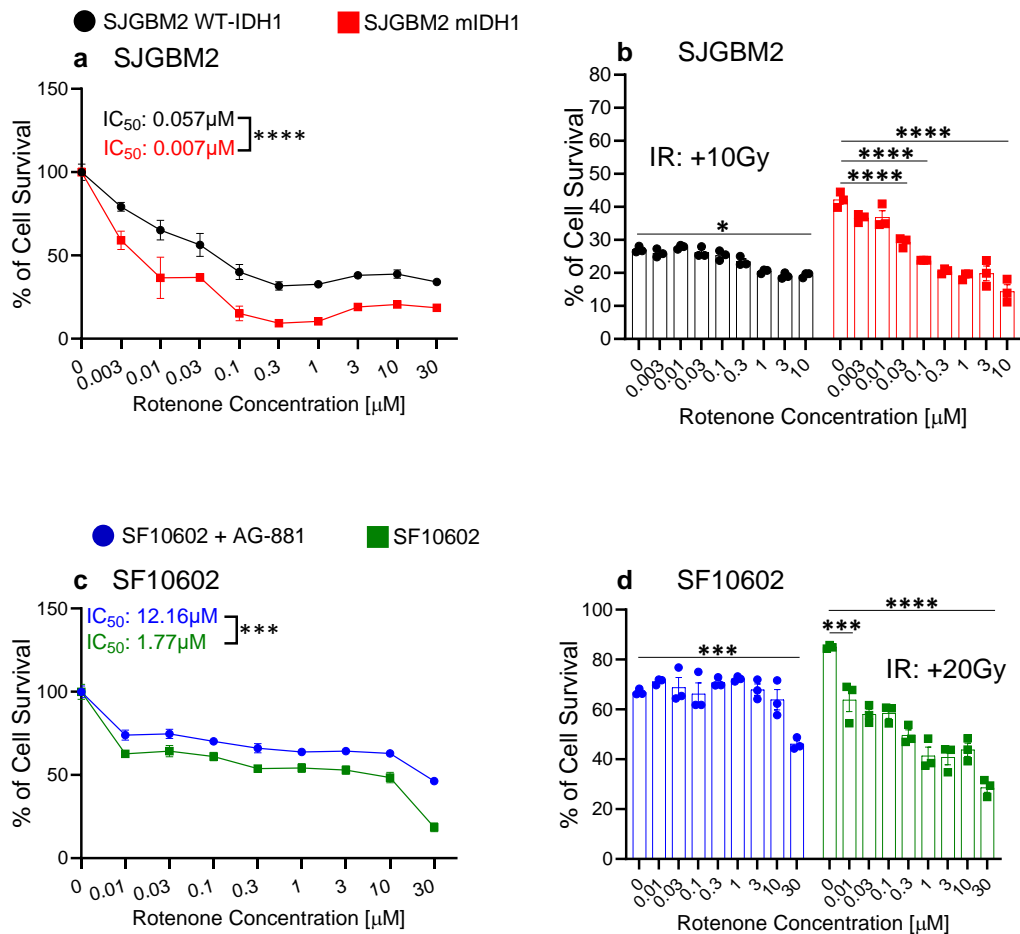 SJGBM2 WT-IDH1 SJGBM2 mIDH1
a SJGBM2
150
100
50
0
% of Cell Survival
IC50: 0.057µM
IC50: 0.007µM
****
0 0.003 0.01 0.03 0.1 0.3 1 3 10 30
Rotenone Concentration [µM]
b SJGBM2
80
70
60
50
40
30
20
10
0
% of Cell Survival
IR: +10Gy
*
****
****
****
0 0.003 0.01 0.03 0.1 0.3 1 3 10 0 0.003 0.01 0.03 0.1 0.3 1 3 10
Rotenone Concentration [µM]
SF10602 + AG-881 SF10602
c SF10602
150
100
50
0
% of Cell Survival
IC50: 12.16µM
IC50: 1.77µM
***
0 0.01 0.03 0.1 0.3 1 3 10 30
Rotenone Concentration [µM]
d SF10602
100
80
60
40
20
0
% of Cell Survival
***
****
***
IR: +20Gy
0 0.01 0.03 0.1 0.3 1 3 10 30 0 0.01 0.03 0.1 0.3 1 3 10 30
Rotenone Concentration [µM]